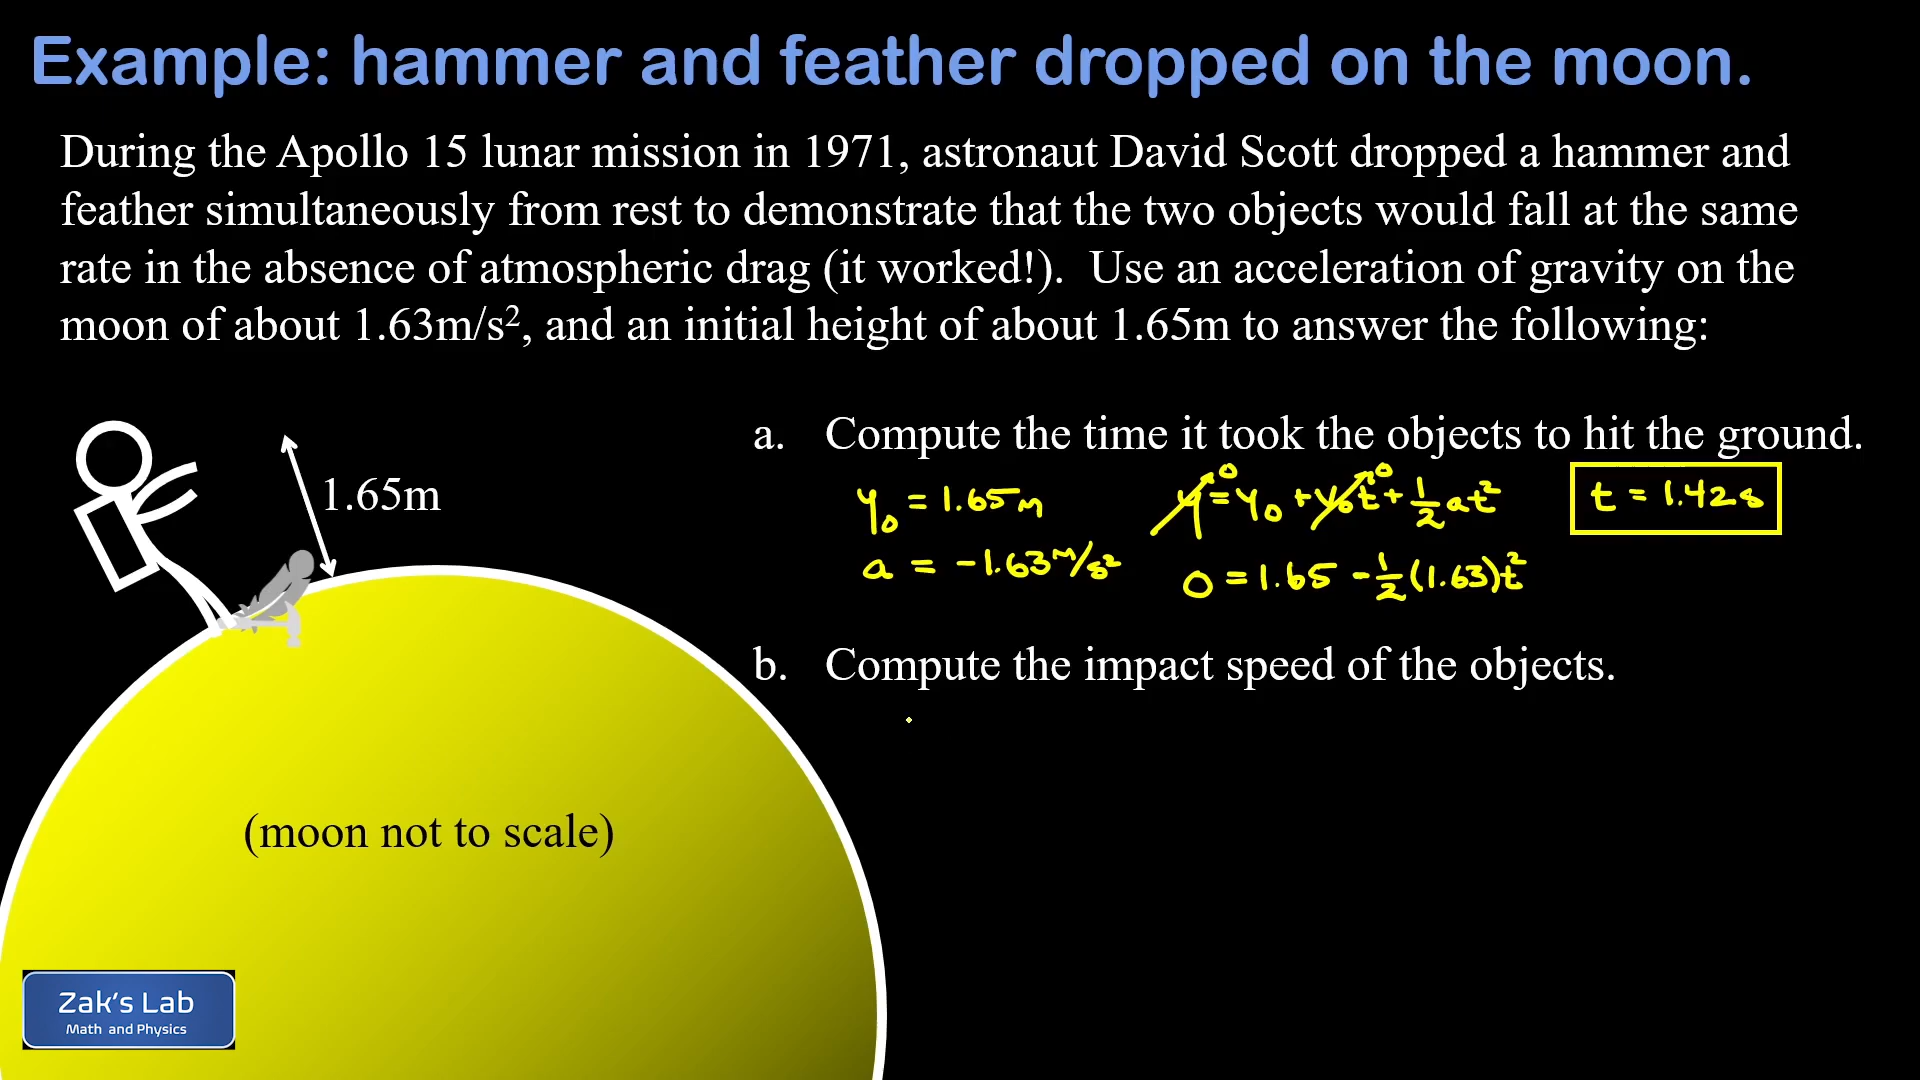 Example: hammer and feather dropped on the moon.
During the Apollo 15 lunar mission in 1971, astronaut David Scott dropped a hammer and
feather simultaneously from rest to demonstrate that the two objects would fall at the same
rate in the absence of atmospheric drag (it worked!).  Use an acceleration of gravity on the
moon of about 1.63m/s², and an initial height of about 1.65m to answer the following:
1.65m
a. Compute the time it took the objects to hit the ground.
y₀ = 1.65m
a = -1.63m/s²
y⁰ = y₀ + v₀t⁰ + ½at²
0 = 1.65 - ½(1.63)t²
t = 1.42s
b. Compute the impact speed of the objects.
(moon not to scale)
Zak's Lab
Math and Physics